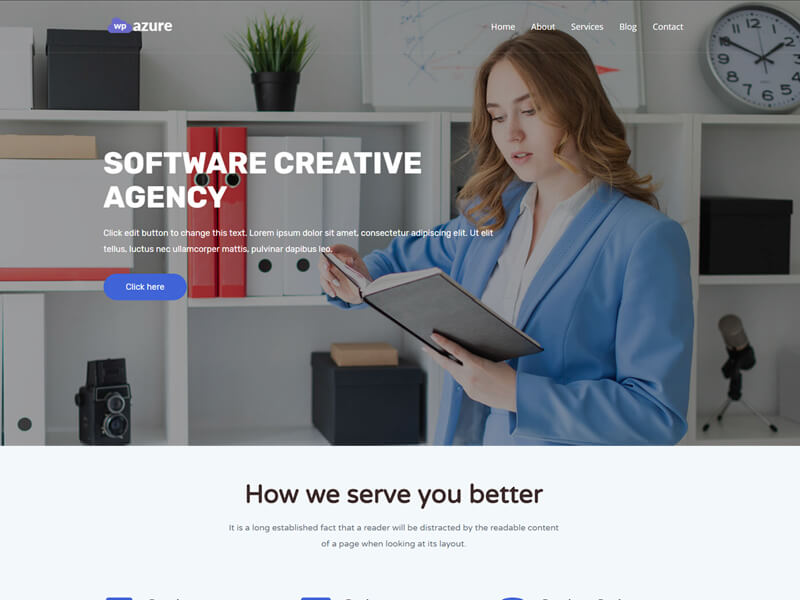 wp azure
Home About Services Blog Contact
SOFTWARE CREATIVE
AGENCY
Click edit button to change this text. Lorem ipsum dolor sit amet, consectetur adipiscing elit. Ut elit
tellus, luctus nec ullamcorper mattis, pulvinar dapibus leo.
Click here
How we serve you better
It is a long established fact that a reader will be distracted by the readable content
of a page when looking at its layout.